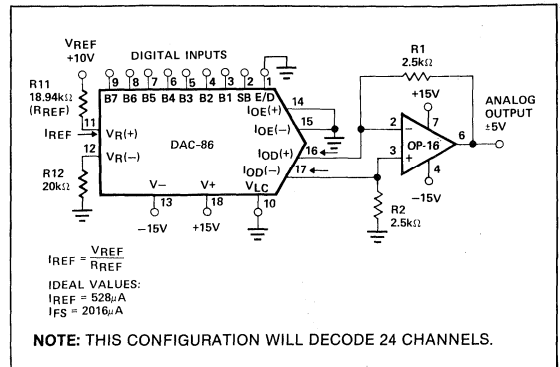 VREF
+10V
DIGITAL INPUTS
9 8 7 6 5 4 3 2 1
B7 B6 B5 B4 B3 B2 B1 SB E/D
R11
18.94kΩ
(RREF)
11
IREF
VR(+)
12
VR(−)
R12
20kΩ
DAC-86
IOE(+)
14
IOE(−)
15
IOD(+)
16
IOD(−)
17
V−
V+
VLC
13
18
10
−15V
+15V
R1
2.5kΩ
+15V
7
2
−
OP-16
6
3
+
4
−15V
ANALOG
OUTPUT
±5V
R2
2.5kΩ
IREF = VREF
RREF
IDEAL VALUES:
IREF = 528µA
IFS = 2016µA
NOTE: THIS CONFIGURATION WILL DECODE 24 CHANNELS.